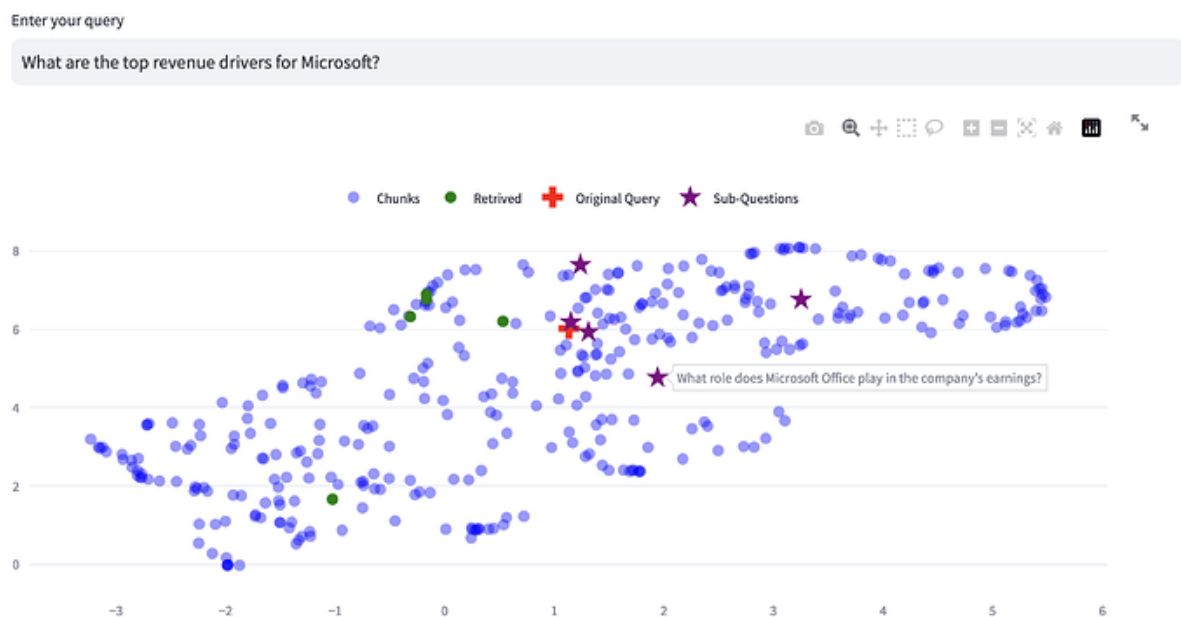 Enter your query
What are the top revenue drivers for Microsoft?
Chunks Retrived Original Query Sub-Questions
8
6
What role does Microsoft Office play in the company's earnings?
4
2
0
−3 −2 −1 0 1 2 3 4 5 6